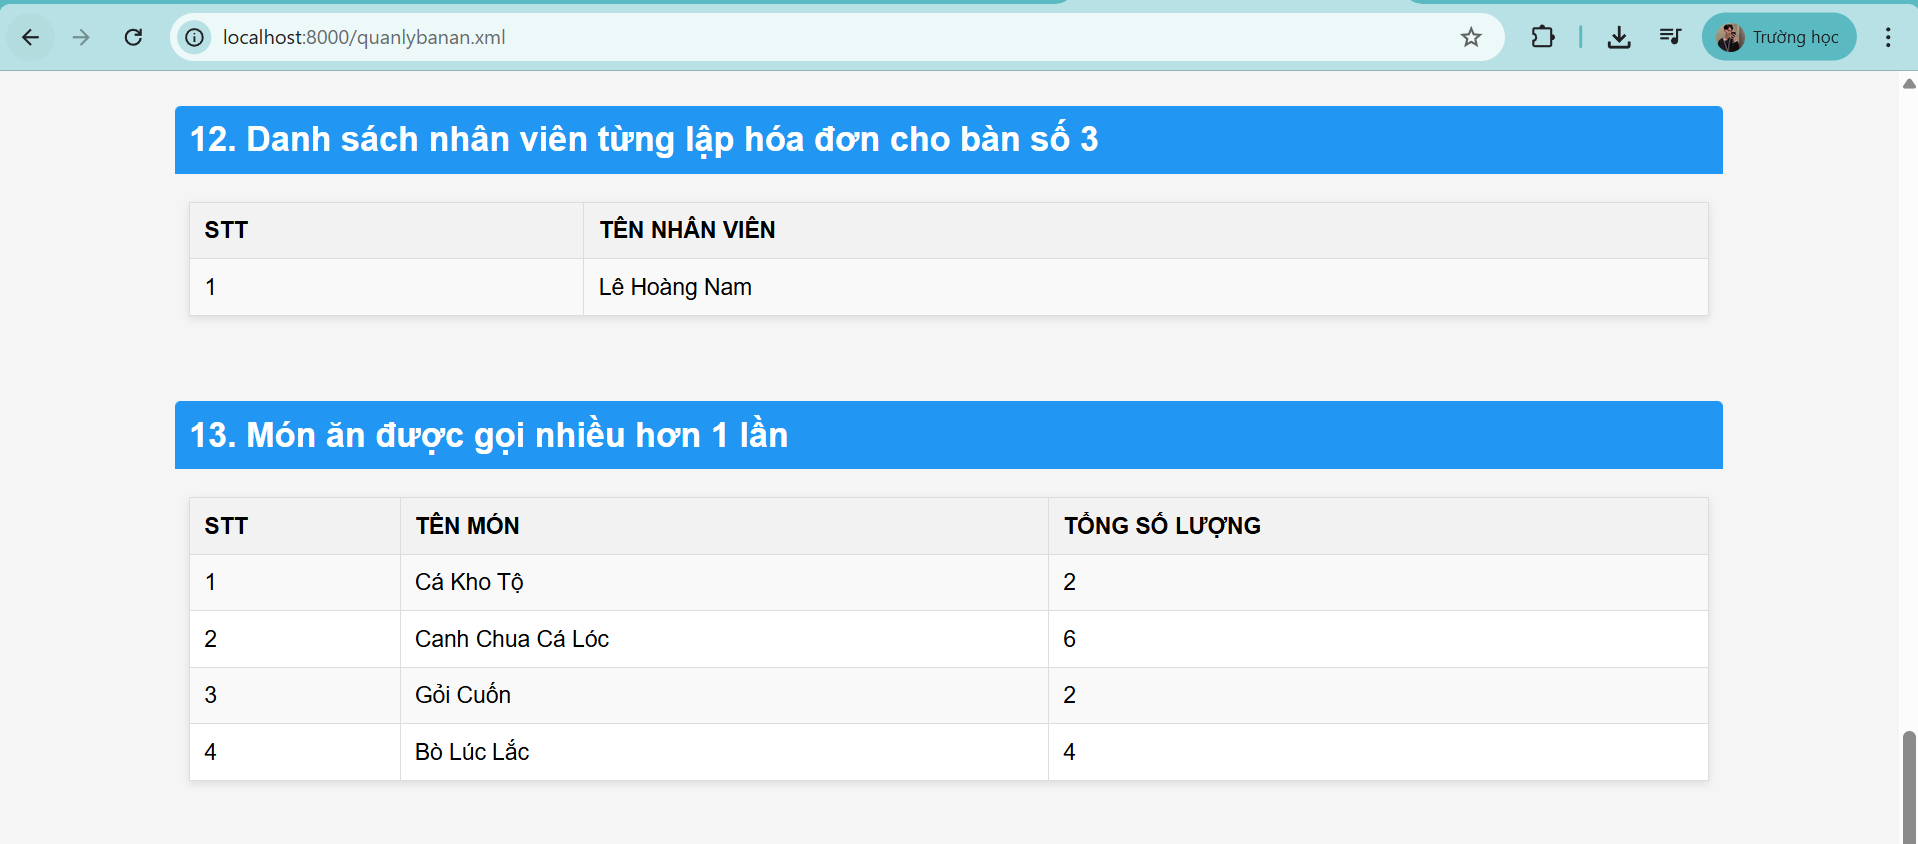 localhost:8000/quanlybanan.xml
Trường học
12. Danh sách nhân viên từng lập hóa đơn cho bàn số 3
STT TÊN NHÂN VIÊN
1 Lê Hoàng Nam
13. Món ăn được gọi nhiều hơn 1 lần
STT TÊN MÓN TỔNG SỐ LƯỢNG
1 Cá Kho Tộ 2
2 Canh Chua Cá Lóc 6
3 Gỏi Cuốn 2
4 Bò Lúc Lắc 4